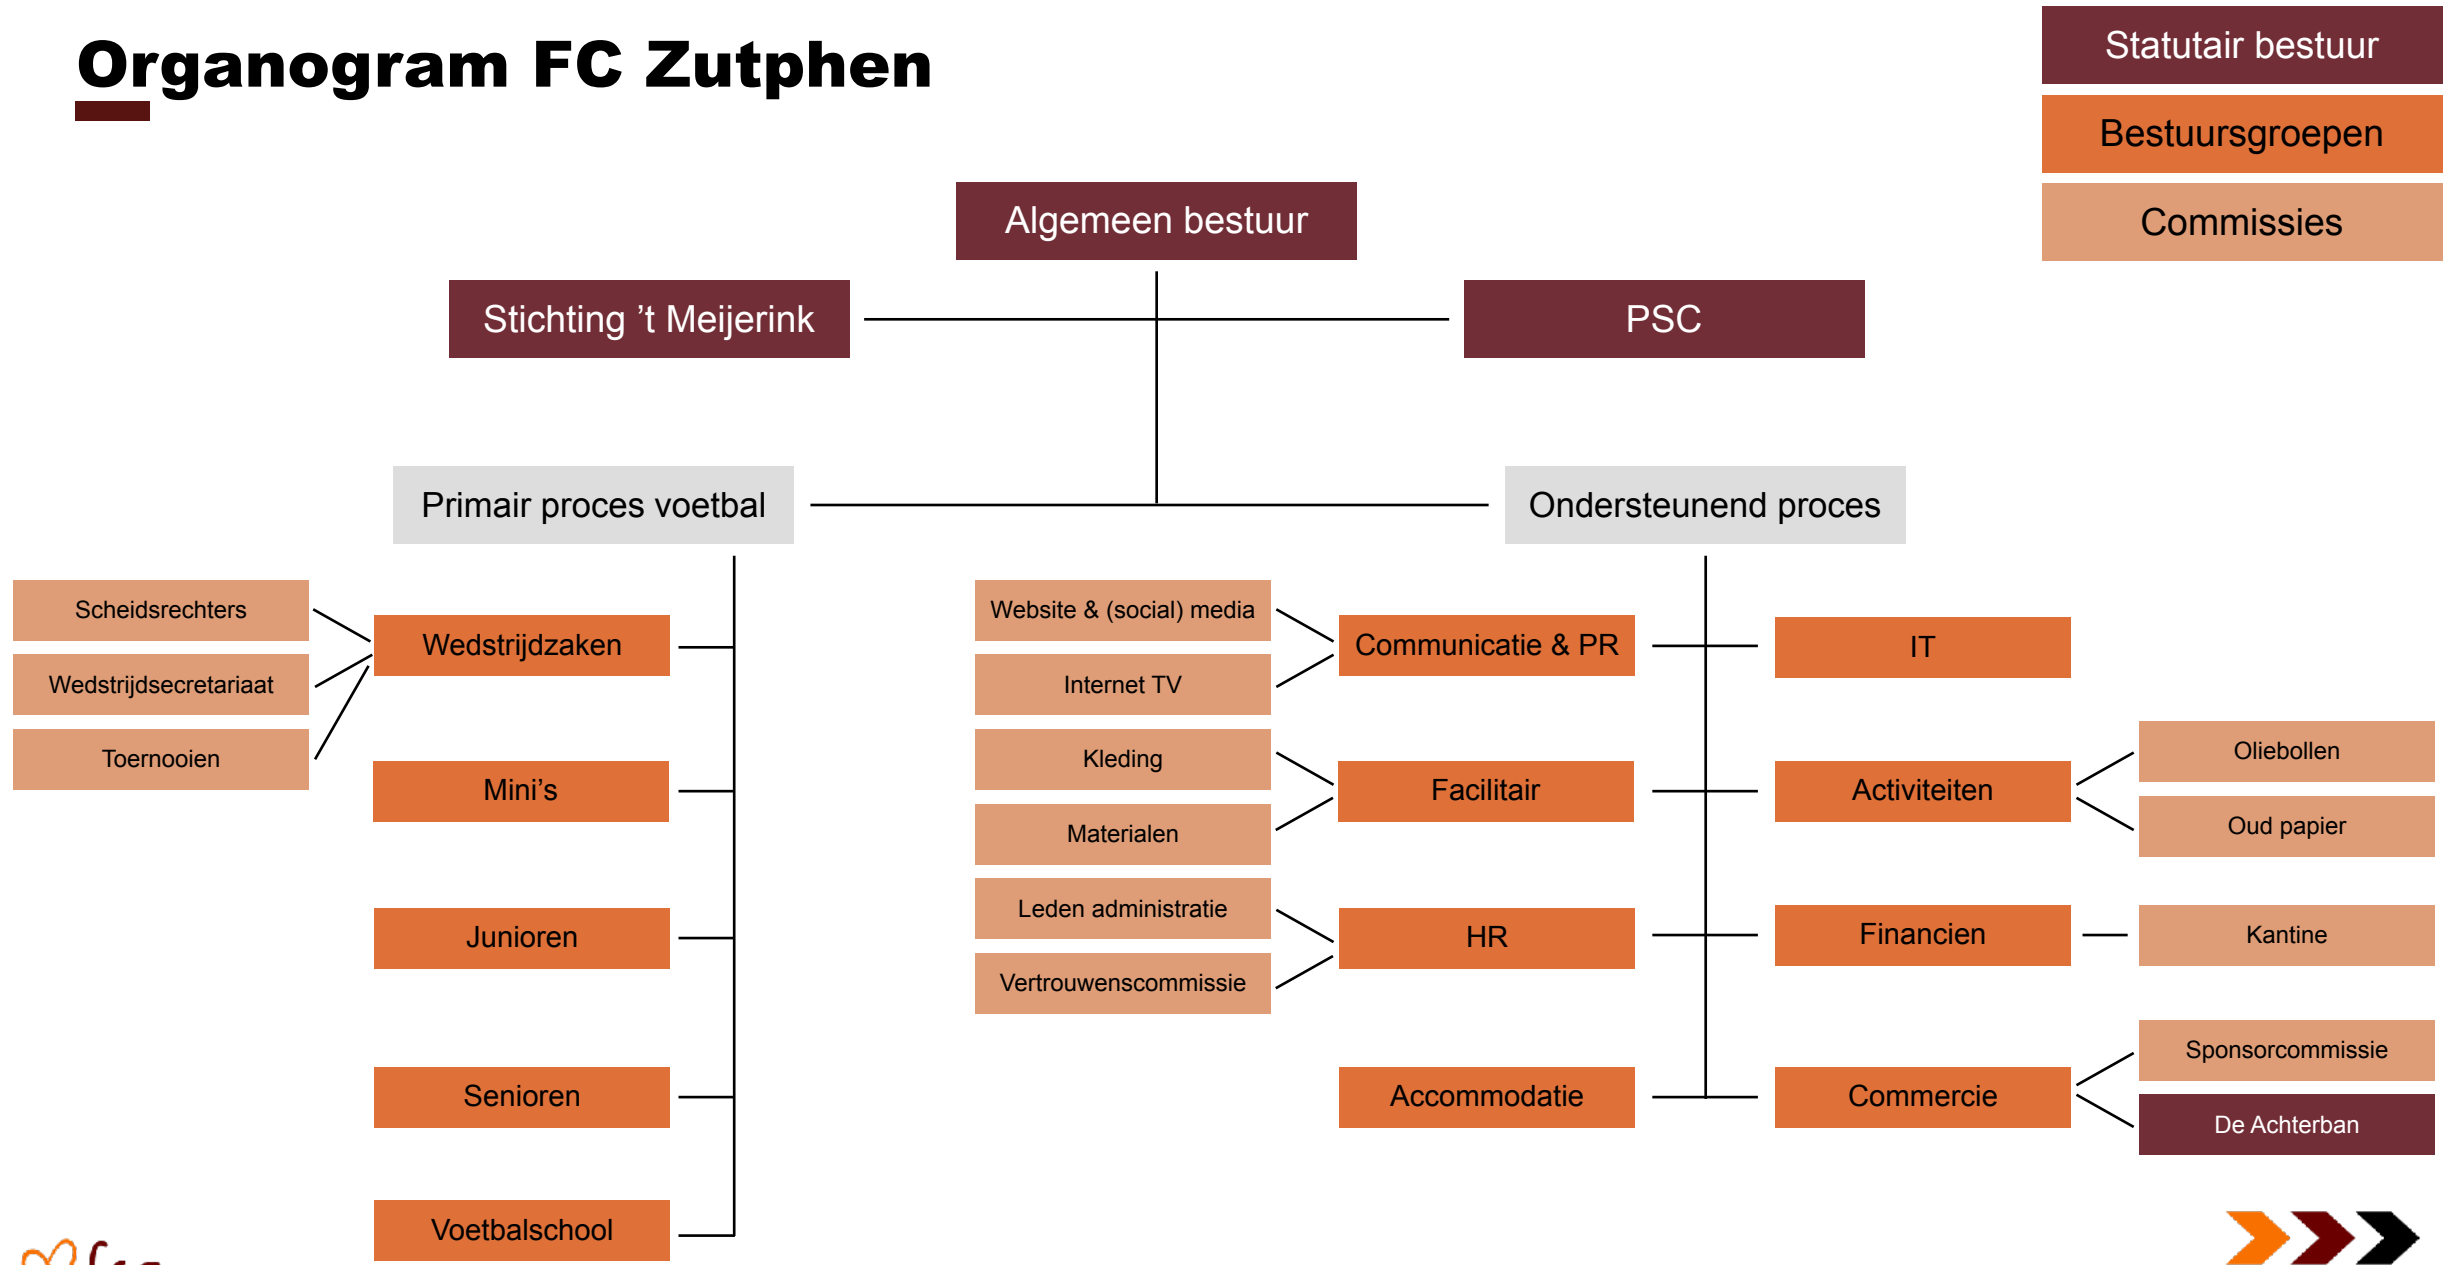 Organogram FC Zutphen
Statutair bestuur
Bestuursgroepen
Commissies
Algemeen bestuur
Stichting ’t Meijerink
PSC
Primair proces voetbal
Ondersteunend proces
Scheidsrechters
Wedstrijdsecretariaat
Toernooien
Wedstrijdzaken
Mini’s
Junioren
Senioren
Voetbalschool
Website & (social) media
Internet TV
Kleding
Materialen
Leden administratie
Vertrouwenscommissie
Communicatie & PR
Facilitair
HR
Accommodatie
IT
Activiteiten
Financien
Commercie
Oliebollen
Oud papier
Kantine
Sponsorcommissie
De Achterban